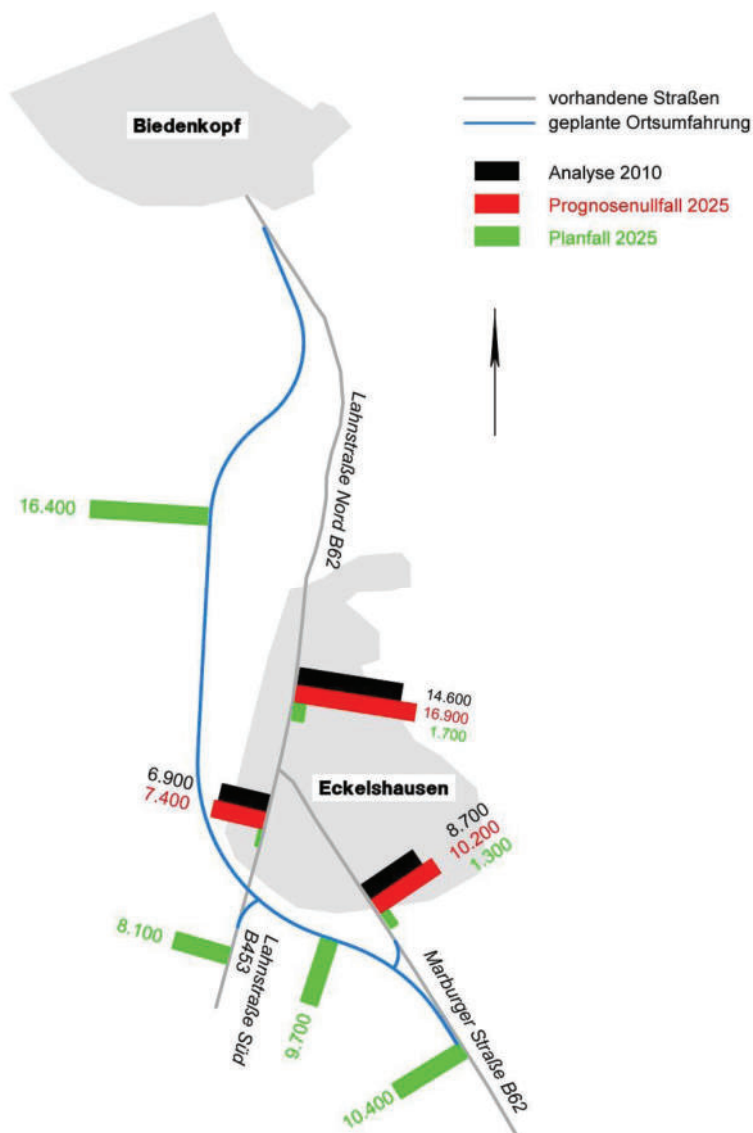 Biedenkopf
vorhandene Straßen
geplante Ortsumfahrung
Analyse 2010
Prognosenullfall 2025
Planfall 2025
Lahnstraße Nord B62
16.400
14.600
16.900
1.700
6.900
7.400
Eckelshausen
8.700
10.200
1.300
8.100
Lahnstraße Süd
B453
9.700
Marburger Straße B62
10.400